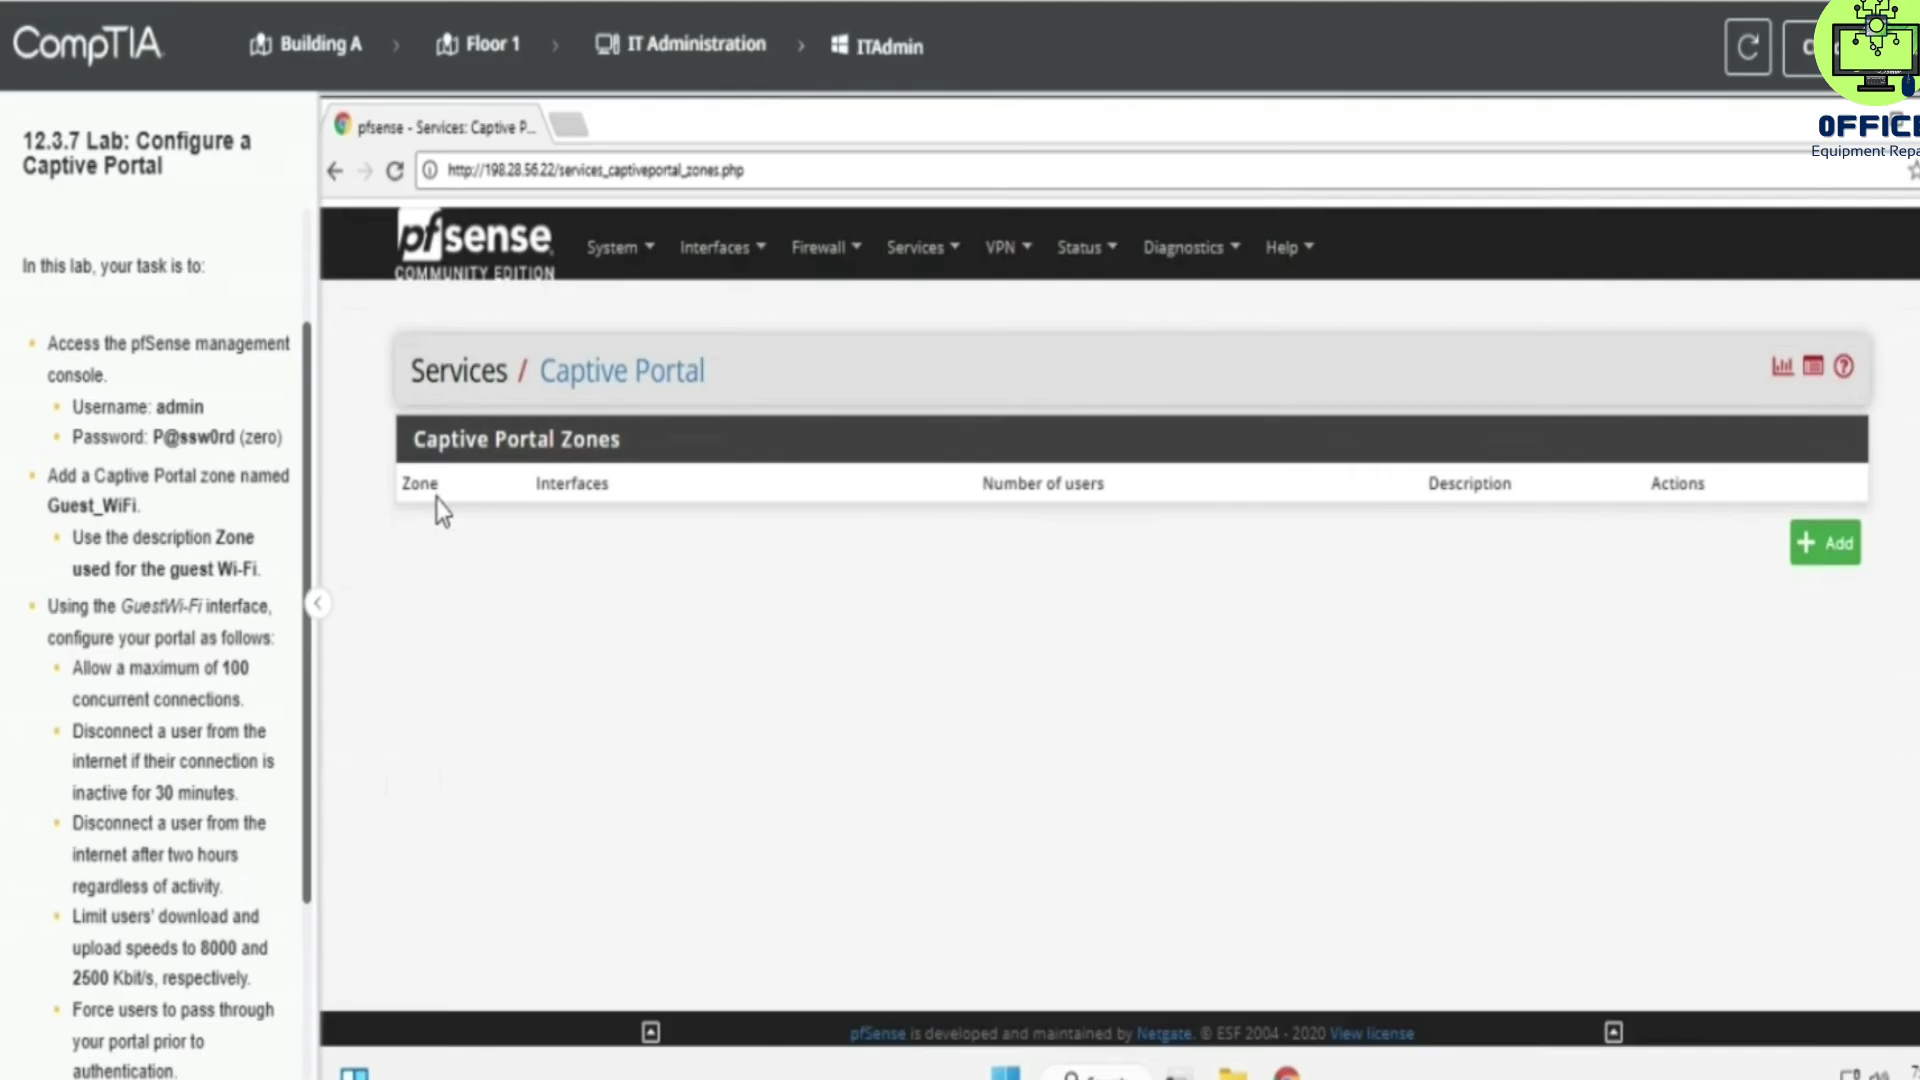 CompTIA
Building A
Floor 1
IT Administration
ITAdmin
OFFICE
Equipment Repa
12.3.7 Lab: Configure a
Captive Portal
In this lab, your task is to:
Access the pfSense management
console.
Username: admin
Password: P@ssw0rd (zero)
Add a Captive Portal zone named
Guest_WiFi.
Use the description Zone
used for the guest Wi-Fi.
Using the GuestWi-Fi interface,
configure your portal as follows:
Allow a maximum of 100
concurrent connections.
Disconnect a user from the
internet if their connection is
inactive for 30 minutes.
Disconnect a user from the
internet after two hours
regardless of activity.
Limit users' download and
upload speeds to 8000 and
2500 Kbit/s, respectively.
Force users to pass through
your portal prior to
authentication.
pfsense - Services: Captive P...
http://198.28.56.22/services_captiveportal_zones.php
pfsense
COMMUNITY EDITION
System Interfaces Firewall Services VPN Status Diagnostics Help
Services / Captive Portal
Captive Portal Zones
Zone Interfaces Number of users Description Actions
+ Add
pfSense is developed and maintained by Netgate. © ESF 2004 - 2020 View license